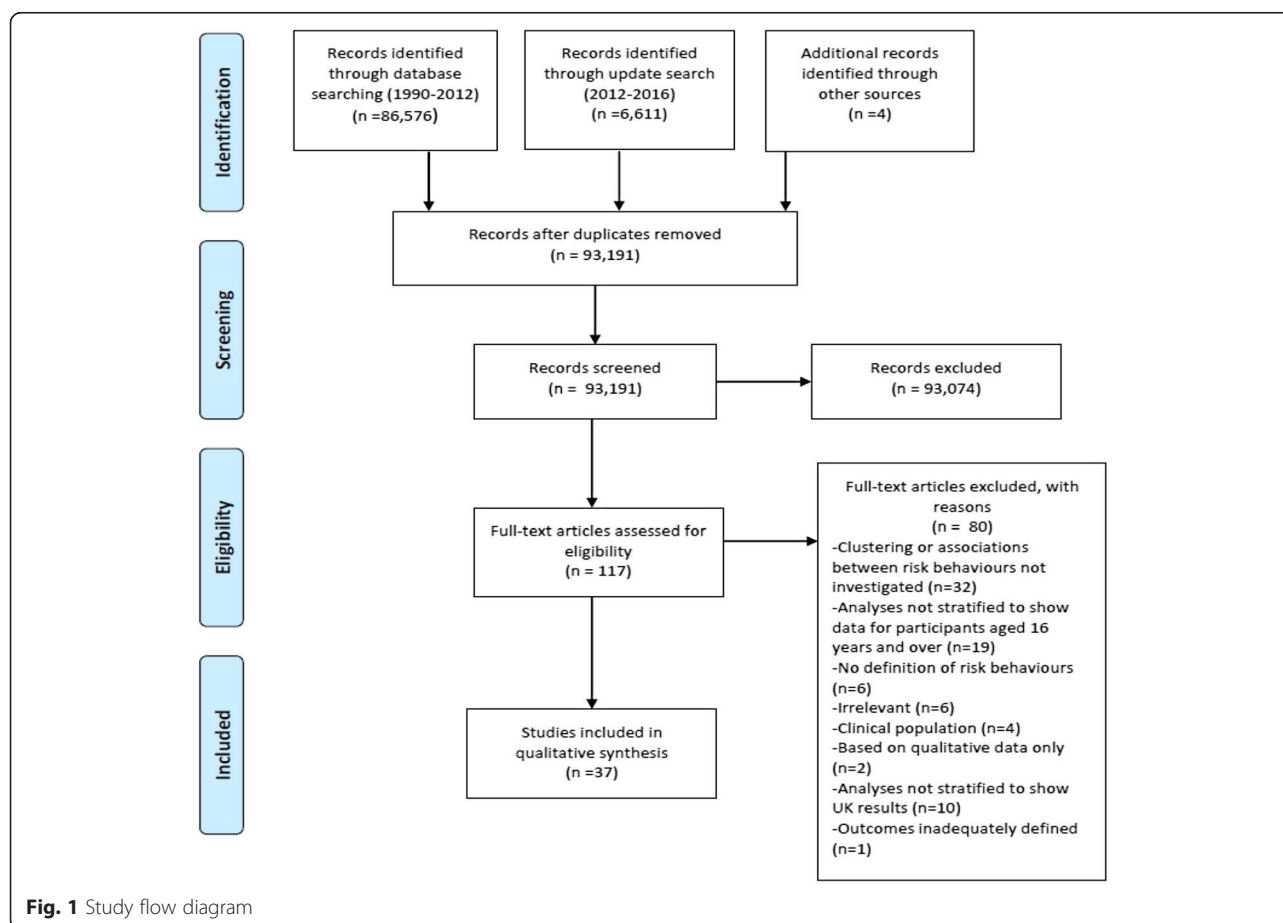 Identification
Records identified
through database
searching (1990-2012)
(n =86,576)
Records identified
through update search
(2012-2016)
(n =6,611)
Additional records
identified through
other sources
(n =4)
Records after duplicates removed
(n = 93,191)
Screening
Records screened
(n = 93,191)
Records excluded
(n = 93,074)
Eligibility
Full-text articles assessed for
eligibility
(n = 117)
Full-text articles excluded, with
reasons
(n = 80)
-Clustering or associations
between risk behaviours not
investigated (n=32)
-Analyses not stratified to show
data for participants aged 16
years and over (n=19)
-No definition of risk behaviours
(n=6)
-Irrelevant (n=6)
-Clinical population (n=4)
-Based on qualitative data only
(n=2)
-Analyses not stratified to show
UK results (n=10)
-Outcomes inadequately defined
(n=1)
Included
Studies included in
qualitative synthesis
(n =37)
Fig. 1 Study flow diagram